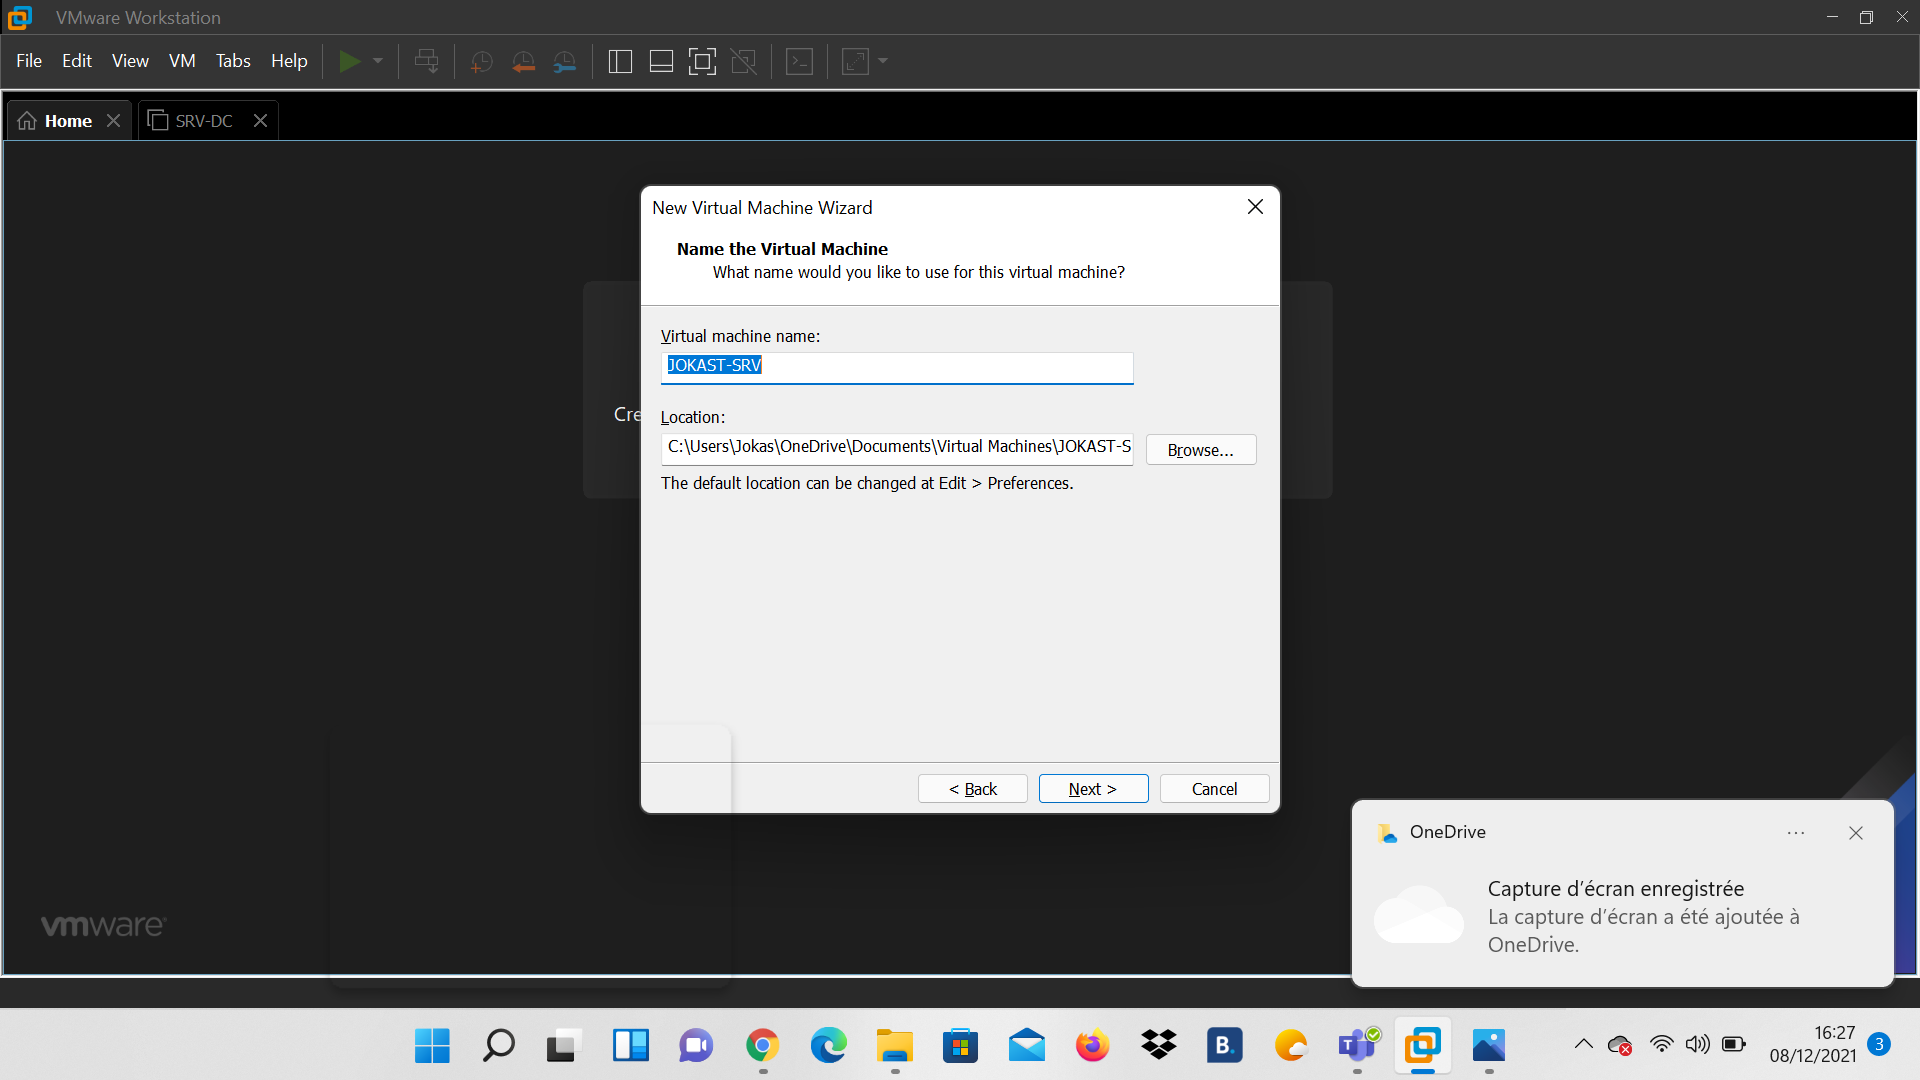 VMware Workstation
File Edit View VM Tabs Help
Home SRV-DC
New Virtual Machine Wizard
Name the Virtual Machine
What name would you like to use for this virtual machine?
Virtual machine name:
JOKAST-SRV
Cre
Location:
C:\Users\Jokas\OneDrive\Documents\Virtual Machines\JOKAST-S
Browse...
The default location can be changed at Edit > Preferences.
< Back Next > Cancel
OneDrive
Capture d'écran enregistrée
La capture d'écran a été ajoutée à
OneDrive.
vmware
B.
T
16:27
08/12/2021
3